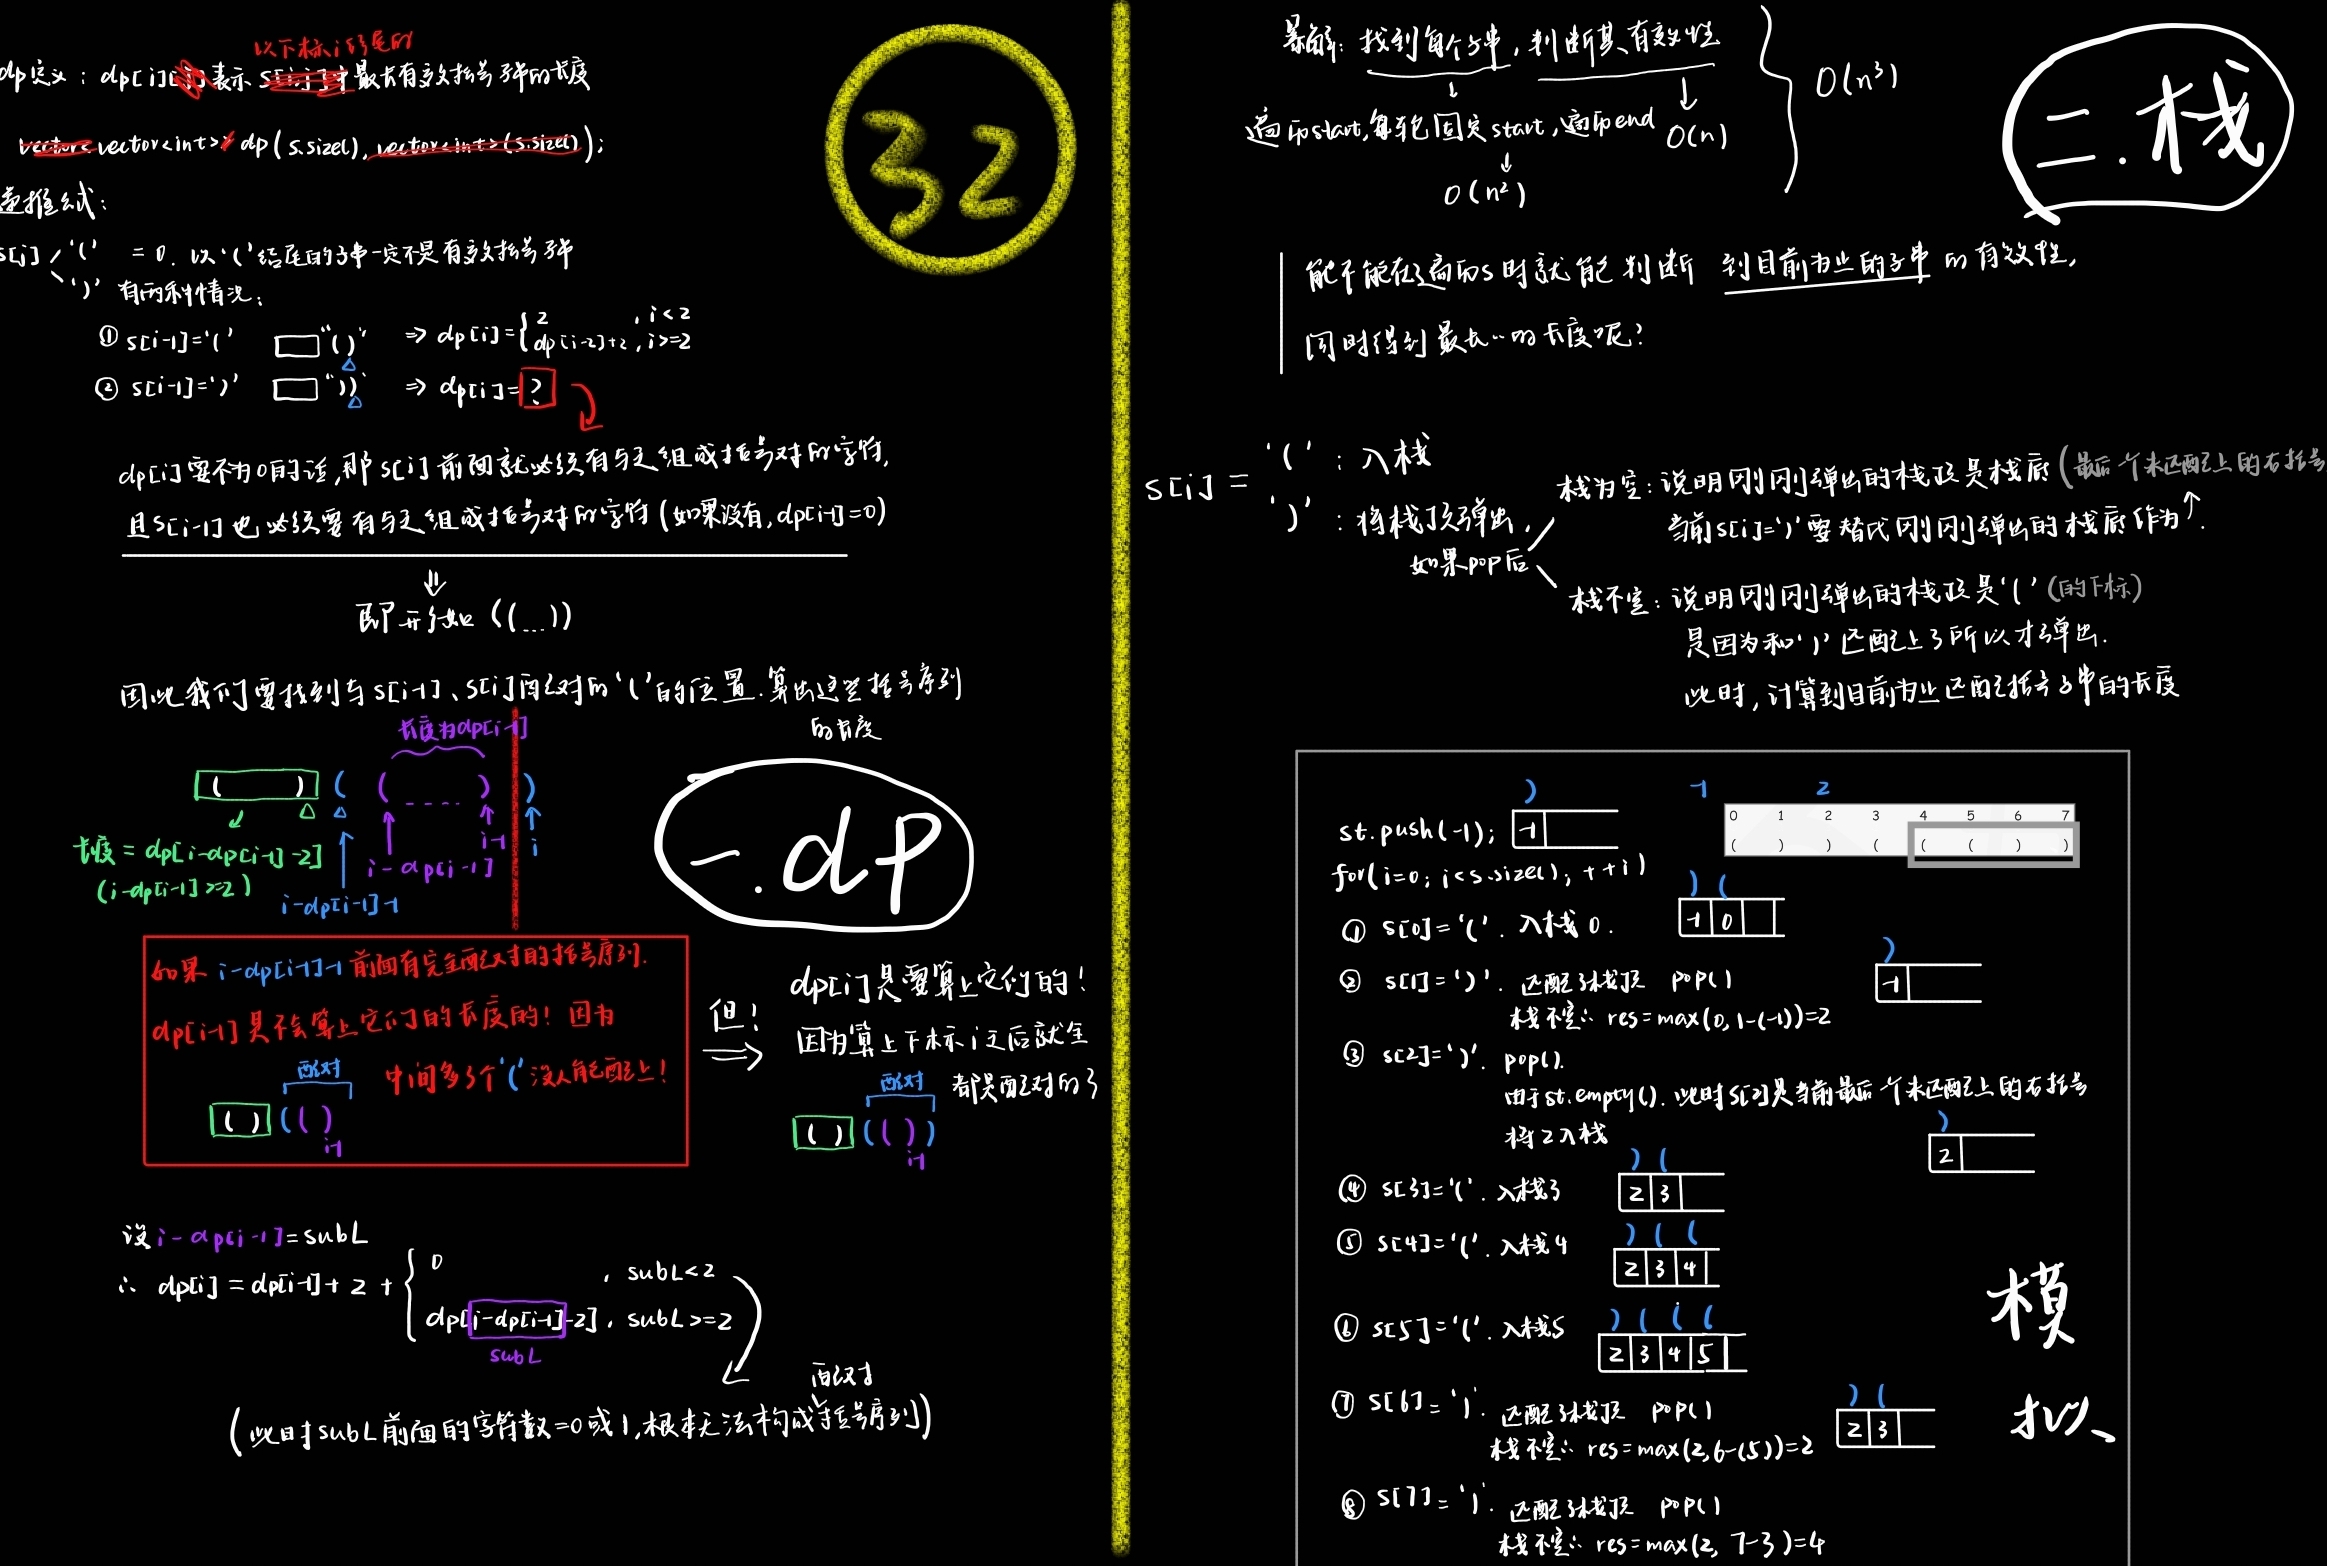 32
以下标i结尾的
dp定义：dp[i][j]表示 s[i:j]中最长有效括号子串的长度
vector<vector<int>> dp(s.size(), vector<int>(s.size());
递推公式：
s[i] '(' = 0. 以'('结尾的子串一定不是有效括号子串
')' 有两种情况：
① s[i-1]='(' "()" ⇒ dp[i]={2 , i<2
dp[i-2]+2 , i>=2
② s[i-1]=')' "))" ⇒ dp[i]=?
dp[i]要不为0的话,那s[i]前面就必须有与之组成括号对的字符,
且s[i-1]也必须要有与之组成括号对的字符(如果没有,dp[i-1]=0)
⇓
即形如 ((...))
因此我们要找到与s[i-1]、s[i]配对的'('的位置.算出这些括号序列
的长度
长度为dp[i-1]
( ) ( ( ---- ) )
i-1
i
长度 = dp[i-dp[i-1]-2]
(i-dp[i-1]>=2)
i-dp[i-1]
i-dp[i-1]-1
一.dp
如果 i-dp[i-1]-1 前面有完全配对的括号序列.
dp[i-1]是不会算上它们的长度的! 因为
配对 中间多了个'('没人能配上!
( ) ( ( )
i-1
但!
⇒
dp[i]是要算上它们的!
因为算上下标i之后就全
都是配对的了
配对
( ) ( ( ) )
i-1
设 i-dp[i-1]=subL
∴ dp[i] = dp[i-1]+2+{0 , subL<2
dp[i-dp[i-1]-2] , subL>=2
subL
配对
(此时subL前面的字符数=0或1,根本无法构成括号序列)
二.栈
暴解: 找到每个子串, 判断其有效性
O(n³)
遍历start,每轮固定start,遍历end O(n)
O(n²)
能不能在遍历s时就能判断 到目前为止的子串的有效性,
同时得到最长..的长度呢?
s[i] = '(' : 入栈
')' : 将栈顶弹出,
如果pop后
栈为空: 说明刚刚弹出的栈顶是栈底(最后一个未匹配上的右括号
当前s[i]=')'要替代刚刚弹出的栈底作为↑.
栈不空: 说明刚刚弹出的栈顶是'('(的下标)
是因为和')'匹配上了所以才弹出.
此时,计算到目前为止匹配括号子串的长度
) -1 2
st.push(-1); -1
0 1 2 3 4 5 6 7
( ) ) ( ( ( ) )
for(i=0; i<s.size(); ++i)
) (
① s[0]='('. 入栈 0. -1 0
)
② s[1]=')'. 匹配了栈顶 pop() -1
栈不空∴ res=max(0,1-(-1))=2
③ s[2]=')'. pop().
由于st.empty(). 此时s[2]是当前最后一个未匹配上的右括号
将2入栈
)
2
) (
④ s[3]='('. 入栈3 2 3
) ( (
⑤ s[4]='('. 入栈4 2 3 4
) ( ( (
⑥ s[5]='('. 入栈5 2 3 4 5
) (
⑦ s[6]=')'. 匹配了栈顶 pop() 2 3
栈不空∴ res=max(2,6-(5))=2
⑧ s[7]=')'. 匹配了栈顶 pop()
栈不空∴ res=max(2, 7-3)=4
模
拟